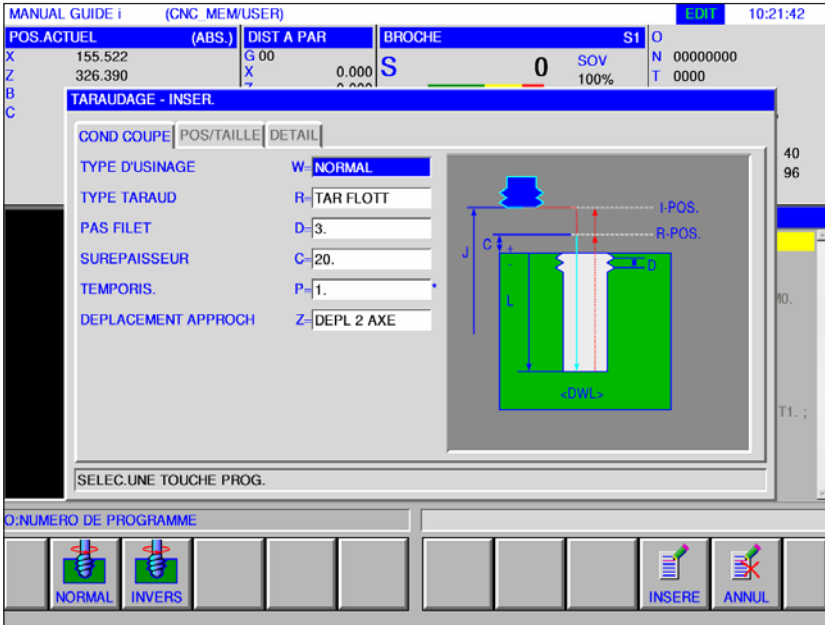 MANUAL GUIDE i (CNC_MEM/USER) EDIT 10:21:42
POS.ACTUEL (ABS.) DIST A PAR BROCHE S1 O
X 155.522 G 00 S 0 SOV N 00000000
Z 326.390 X 0.000 100% T 0000
B
C
TARAUDAGE - INSER.
COND COUPE POS/TAILLE DETAIL
TYPE D'USINAGE W= NORMAL
TYPE TARAUD R= TAR FLOTT
PAS FILET D= 3.
SUREPAISSEUR C= 20.
TEMPORIS. P= 1. *
DEPLACEMENT APPROCH Z= DEPL 2 AXE
I-POS.
R-POS.
J C + - D
L
<DWL>
40
96
M0.
T1. ;
SELEC.UNE TOUCHE PROG.
O:NUMERO DE PROGRAMME
NORMAL INVERS INSERE ANNUL